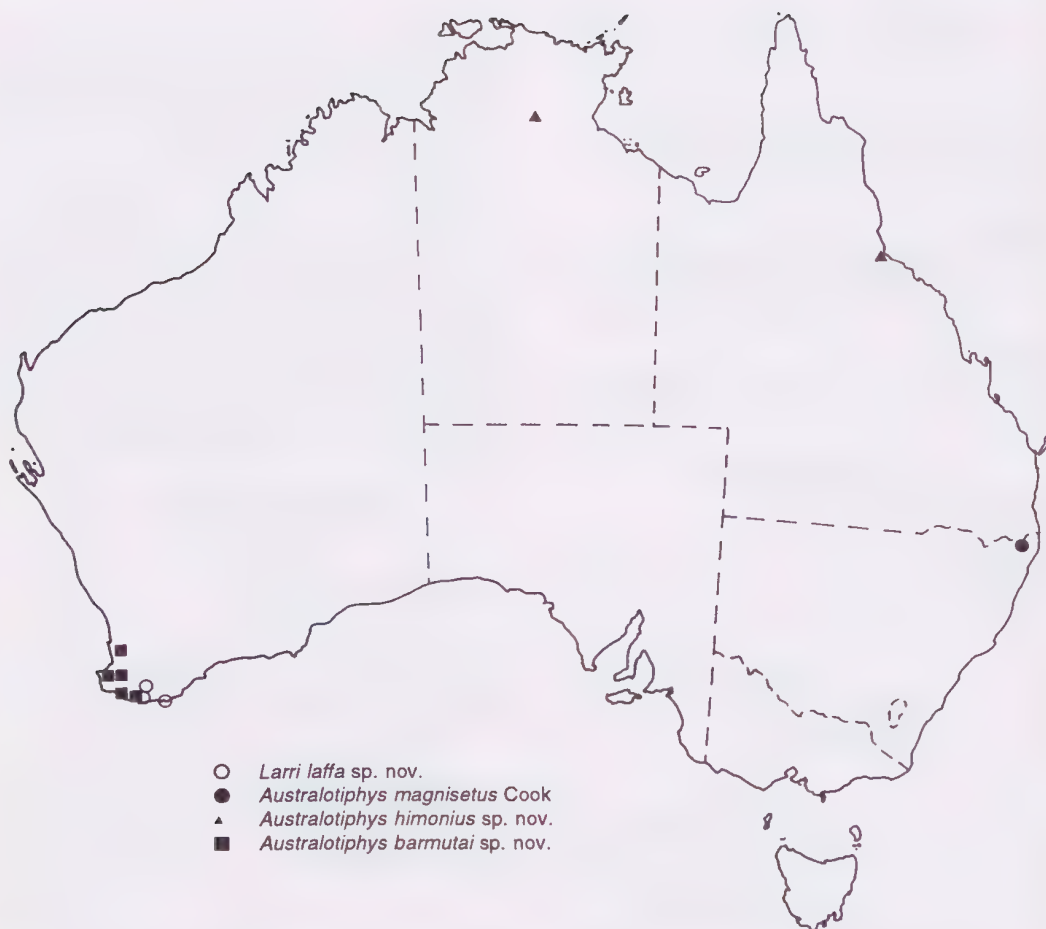 Larri laffa sp. nov.
Australotiphys magnisetus Cook
Australotiphys himonius sp. nov.
Australotiphys barmutai sp. nov.